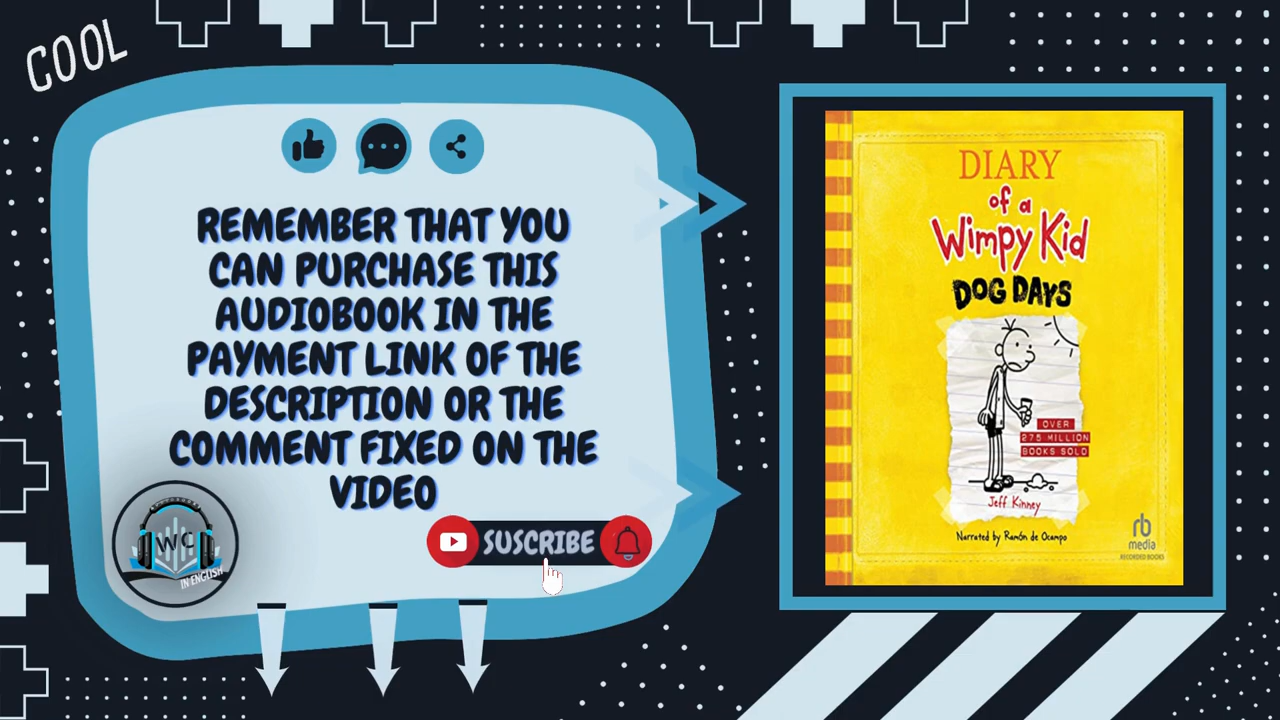 COOL
REMEMBER THAT YOU
CAN PURCHASE THIS
AUDIOBOOK IN THE
PAYMENT LINK OF THE
DESCRIPTION OR THE
COMMENT FIXED ON THE
VIDEO
WC
IN ENGLISH
SUSCRIBE
DIARY
of a
Wimpy Kid
DOG DAYS
OVER
275 MILLION
BOOKS SOLD
Jeff Kinney
Narrated by Ramón de Ocampo
rb
media
RECORDED BOOKS